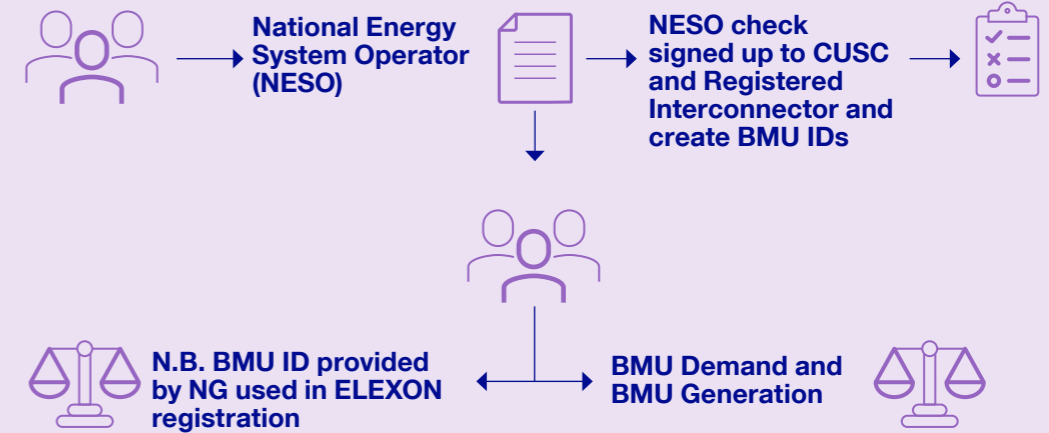 National Energy
System Operator
(NESO)
NESO check
signed up to CUSC
and Registered
Interconnector and
create BMU IDs
N.B. BMU ID provided
by NG used in ELEXON
registration
BMU Demand and
BMU Generation